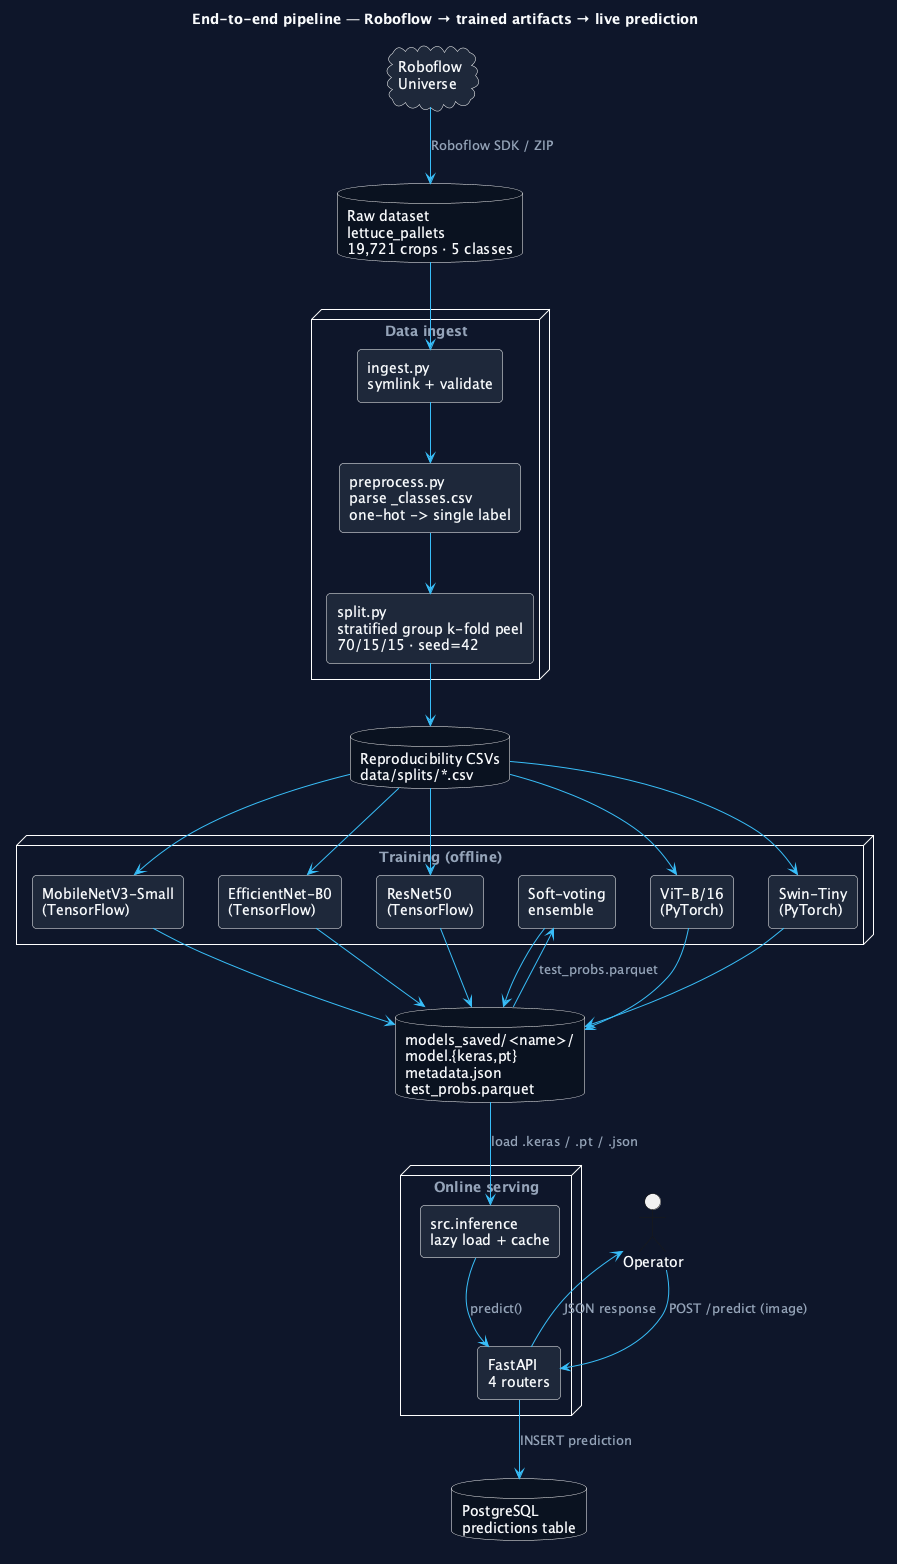 End-to-end pipeline — Roboflow → trained artifacts → live prediction
Roboflow
Universe
Roboflow SDK / ZIP
Raw dataset
lettuce_pallets
19,721 crops · 5 classes
Data ingest
ingest.py
symlink + validate
preprocess.py
parse _classes.csv
one-hot -> single label
split.py
stratified group k-fold peel
70/15/15 · seed=42
Reproducibility CSVs
data/splits/*.csv
Training (offline)
MobileNetV3-Small
(TensorFlow)
EfficientNet-B0
(TensorFlow)
ResNet50
(TensorFlow)
Soft-voting
ensemble
ViT-B/16
(PyTorch)
Swin-Tiny
(PyTorch)
test_probs.parquet
models_saved/<name>/
model.{keras,pt}
metadata.json
test_probs.parquet
load .keras / .pt / .json
Online serving
src.inference
lazy load + cache
Operator
predict()
JSON response
POST /predict (image)
FastAPI
4 routers
INSERT prediction
PostgreSQL
predictions table